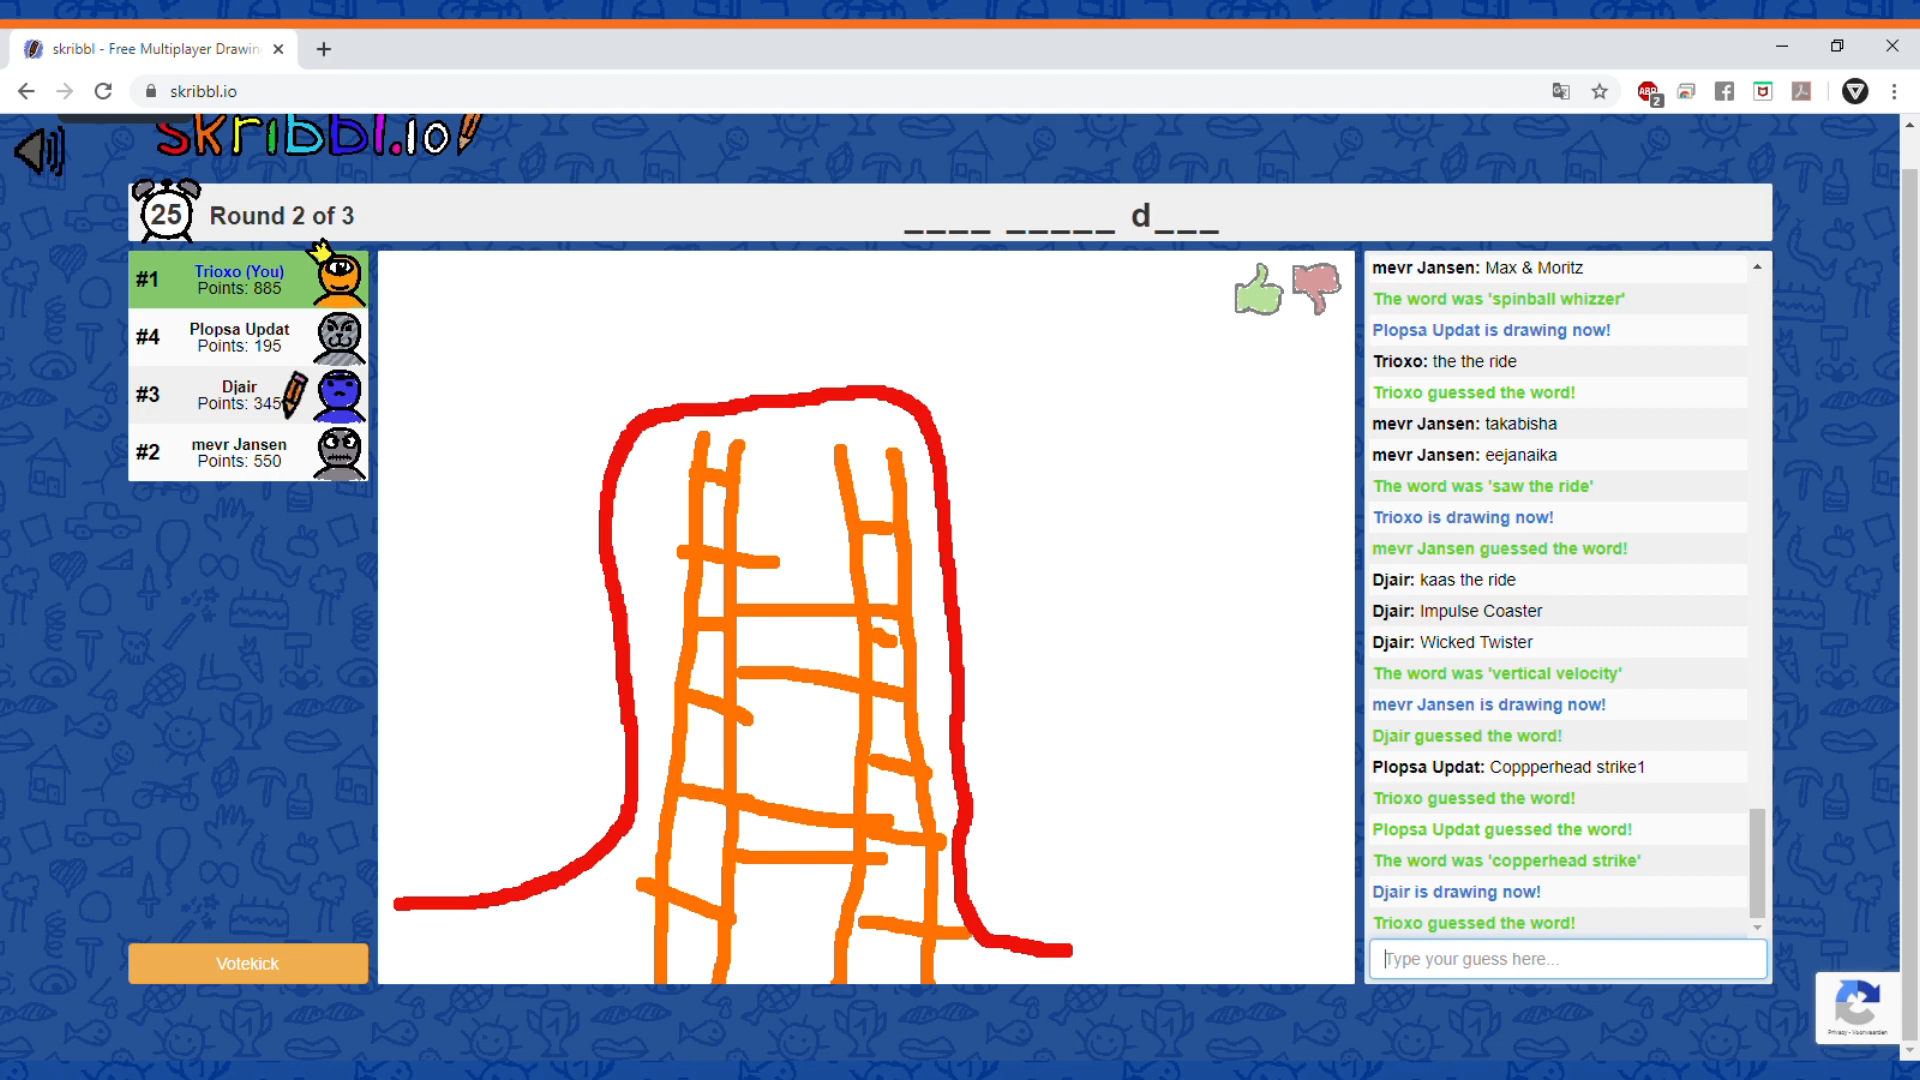 skribbl - Free Multiplayer Drawin
skribbl.io
ABP
2
skribbl.io
25
Round 2 of 3
____ _____ d___
#1
Trioxo (You)
Points: 885
#4
Plopsa Updat
Points: 195
#3
Djair
Points: 345
#2
mevr Jansen
Points: 550
Votekick
mevr Jansen: Max & Moritz
The word was 'spinball whizzer'
Plopsa Updat is drawing now!
Trioxo: the the ride
Trioxo guessed the word!
mevr Jansen: takabisha
mevr Jansen: eejanaika
The word was 'saw the ride'
Trioxo is drawing now!
mevr Jansen guessed the word!
Djair: kaas the ride
Djair: Impulse Coaster
Djair: Wicked Twister
The word was 'vertical velocity'
mevr Jansen is drawing now!
Djair guessed the word!
Plopsa Updat: Coppperhead strike1
Trioxo guessed the word!
Plopsa Updat guessed the word!
The word was 'copperhead strike'
Djair is drawing now!
Trioxo guessed the word!
Type your guess here...
Privacy - Voorwaarden